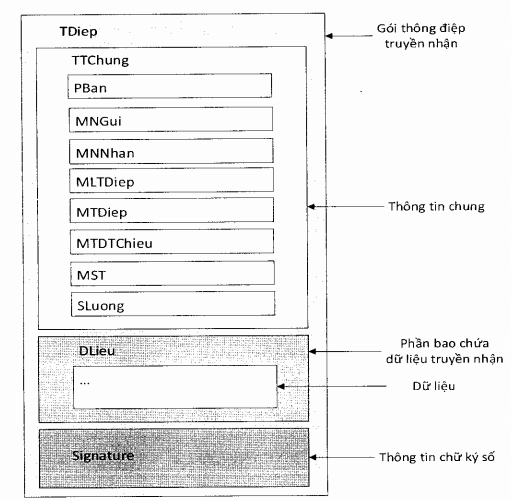 TDiep
Gói thông điệp
truyền nhận
TTChung
PBan
MNGui
MNNhan
MLTDiep
MTDiep
MTDTChieu
MST
SLuong
Thông tin chung
DLieu
...
Phần bao chứa
dữ liệu truyền nhận
Dữ liệu
Signature
Thông tin chữ ký số